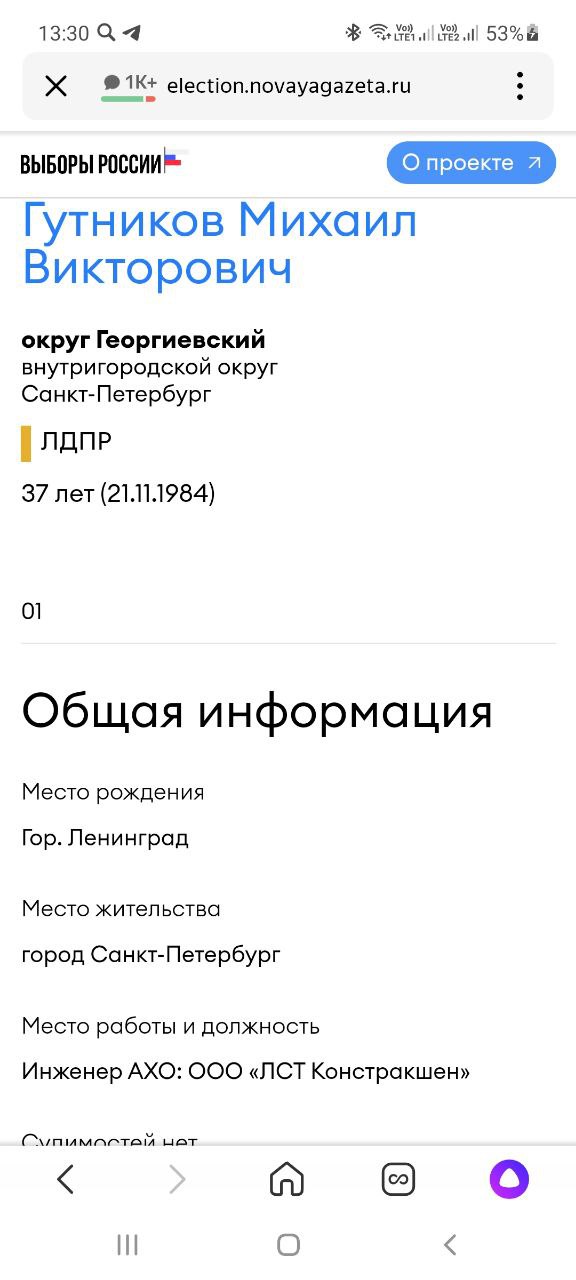 13:30 Vo)) LTE1 Vo)) LTE2 53%
1K+ election.novayagazeta.ru
ВЫБОРЫ РОССИИ О проекте
Гутников Михаил
Викторович
округ Георгиевский
внутригородской округ
Санкт-Петербург
ЛДПР
37 лет (21.11.1984)
01
Общая информация
Место рождения
Гор. Ленинград
Место жительства
город Санкт-Петербург
Место работы и должность
Инженер АХО: ООО «ЛСТ Констракшен»
Судимостей нет